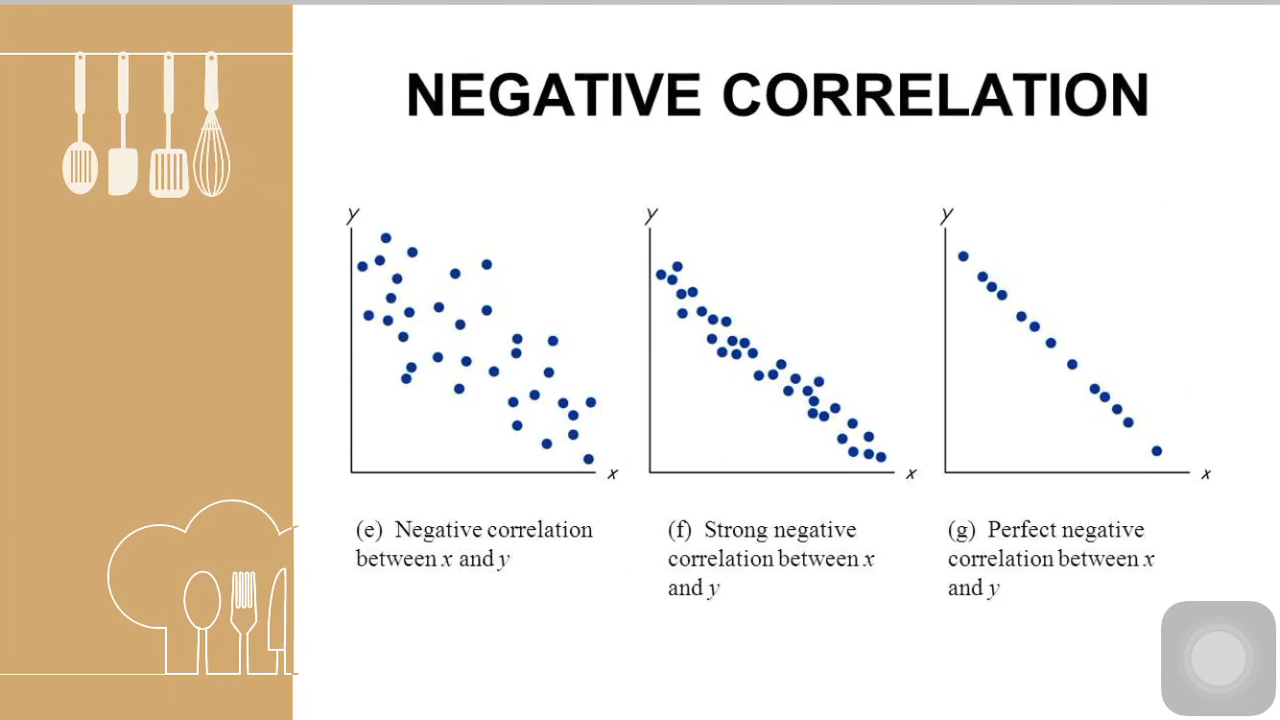 NEGATIVE CORRELATION
y
x
y
x
y
x
(e) Negative correlation
between x and y
(f) Strong negative
correlation between x
and y
(g) Perfect negative
correlation between x
and y